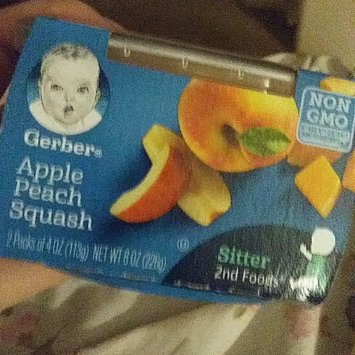 NON
GMO
Gerber®
Apple
Peach
Squash
2 Packs of 4 OZ (113g) NET WT 8 OZ (226g)
Sitter
2nd Foods®